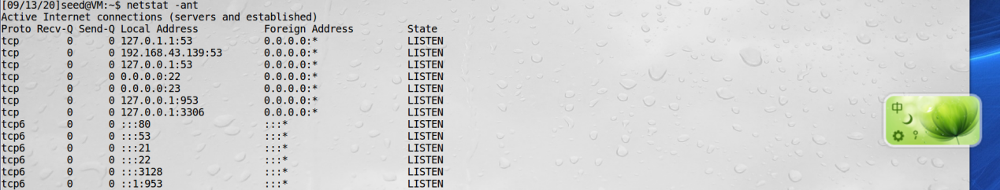 [09/13/20]seed@VM:~$ netstat -ant
Active Internet connections (servers and established)
Proto Recv-Q Send-Q Local Address           Foreign Address         State
tcp        0      0 127.0.1.1:53            0.0.0.0:*               LISTEN
tcp        0      0 192.168.43.139:53       0.0.0.0:*               LISTEN
tcp        0      0 127.0.0.1:53            0.0.0.0:*               LISTEN
tcp        0      0 0.0.0.0:22              0.0.0.0:*               LISTEN
tcp        0      0 0.0.0.0:23              0.0.0.0:*               LISTEN
tcp        0      0 127.0.0.1:953           0.0.0.0:*               LISTEN
tcp        0      0 127.0.0.1:3306          0.0.0.0:*               LISTEN
tcp6       0      0 :::80                   :::*                    LISTEN
tcp6       0      0 :::53                   :::*                    LISTEN
tcp6       0      0 :::21                   :::*                    LISTEN
tcp6       0      0 :::22                   :::*                    LISTEN
tcp6       0      0 :::3128                 :::*                    LISTEN
tcp6       0      0 ::1:953                 :::*                    LISTEN
中